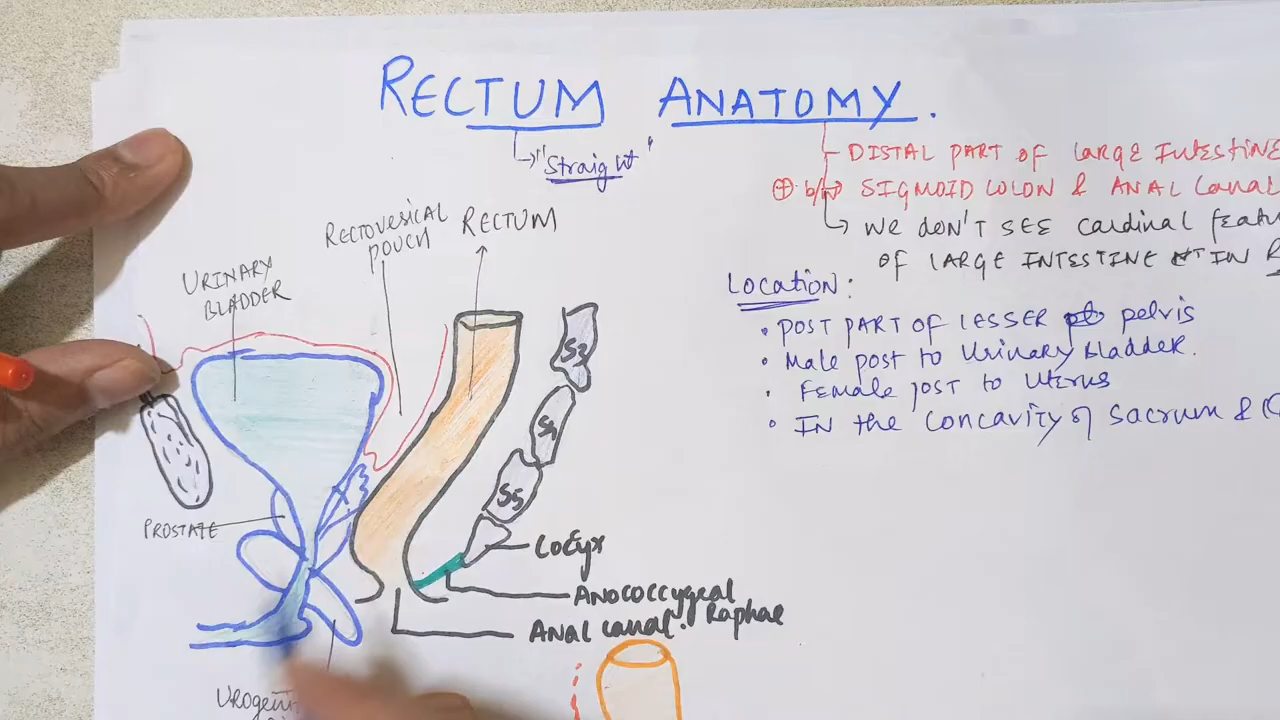 RECTUM ANATOMY.
"Straight"
DISTAL PART OF LARGE INTESTINE
⊕ b/w SIGMOID COLON & ANAL Canal
WE DON'T SEE Cardinal Featu
OF LARGE INTESTINE IN R
Location:
• POST PART OF LESSER pelvis
• Male post to Urinary Bladder.
• Female post to Uterus
• IN the Concavity of Sacrum & C
RECTOVESICAL
POUCH
RECTUM
URINARY
BLADDER
S3
S4
S5
PROSTATE
CoCyx
Anococcygeal
Raphae
Anal canal.
Urogenit